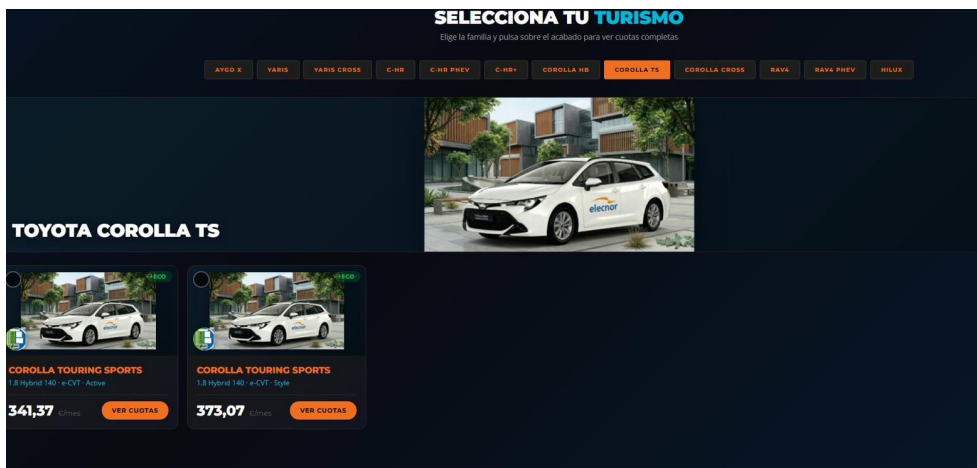 SELECCIONA TU TURISMO
Elige la familia y pulsa sobre el acabado para ver cuotas completas
AYGO X YARIS YARIS CROSS C-HR C-HR PHEV C-HR+ COROLLA HB COROLLA TS COROLLA CROSS RAV4 RAV4 PHEV HILUX
elecnor
TOYOTA COROLLA TS
ECO ECO
elecnor elecnor
COROLLA TOURING SPORTS COROLLA TOURING SPORTS
1.8 Hybrid 140 · e-CVT · Active 1.8 Hybrid 140 · e-CVT · Style
341,37 €/mes VER CUOTAS 373,07 €/mes VER CUOTAS